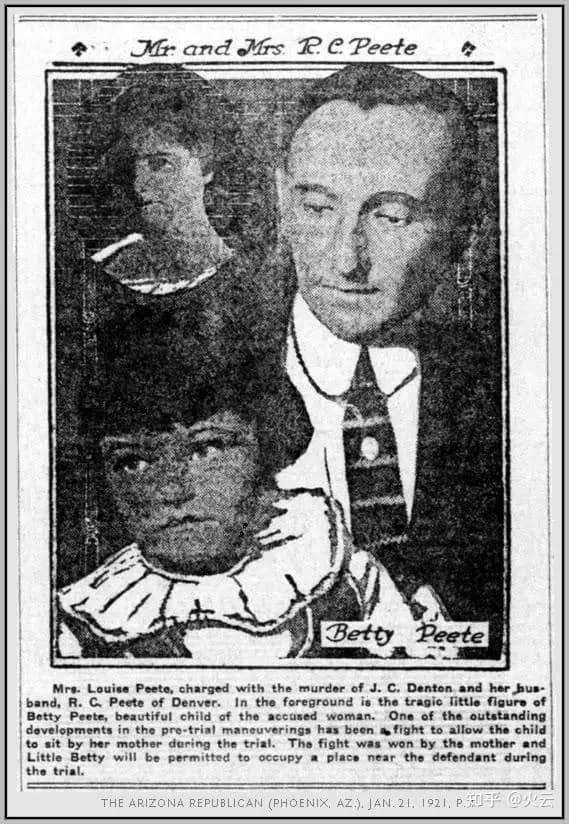 Mr. and Mrs. R. C. Peete
Betty Peete
Mrs. Louise Peete, charged with the murder of J. C. Denton and her hus-
band, R. C. Peete of Denver. In the foreground is the tragic little figure of
Betty Peete, beautiful child of the accused woman. One of the outstanding
developments in the pre-trial maneuverings has been a fight to allow the child
to sit by her mother during the trial. The fight was won by the mother and
Little Betty will be permitted to occupy a place near the defendant during
the trial.
THE ARIZONA REPUBLICAN (PHOENIX, AZ.), JAN. 21, 1921, P.
知乎 @火云